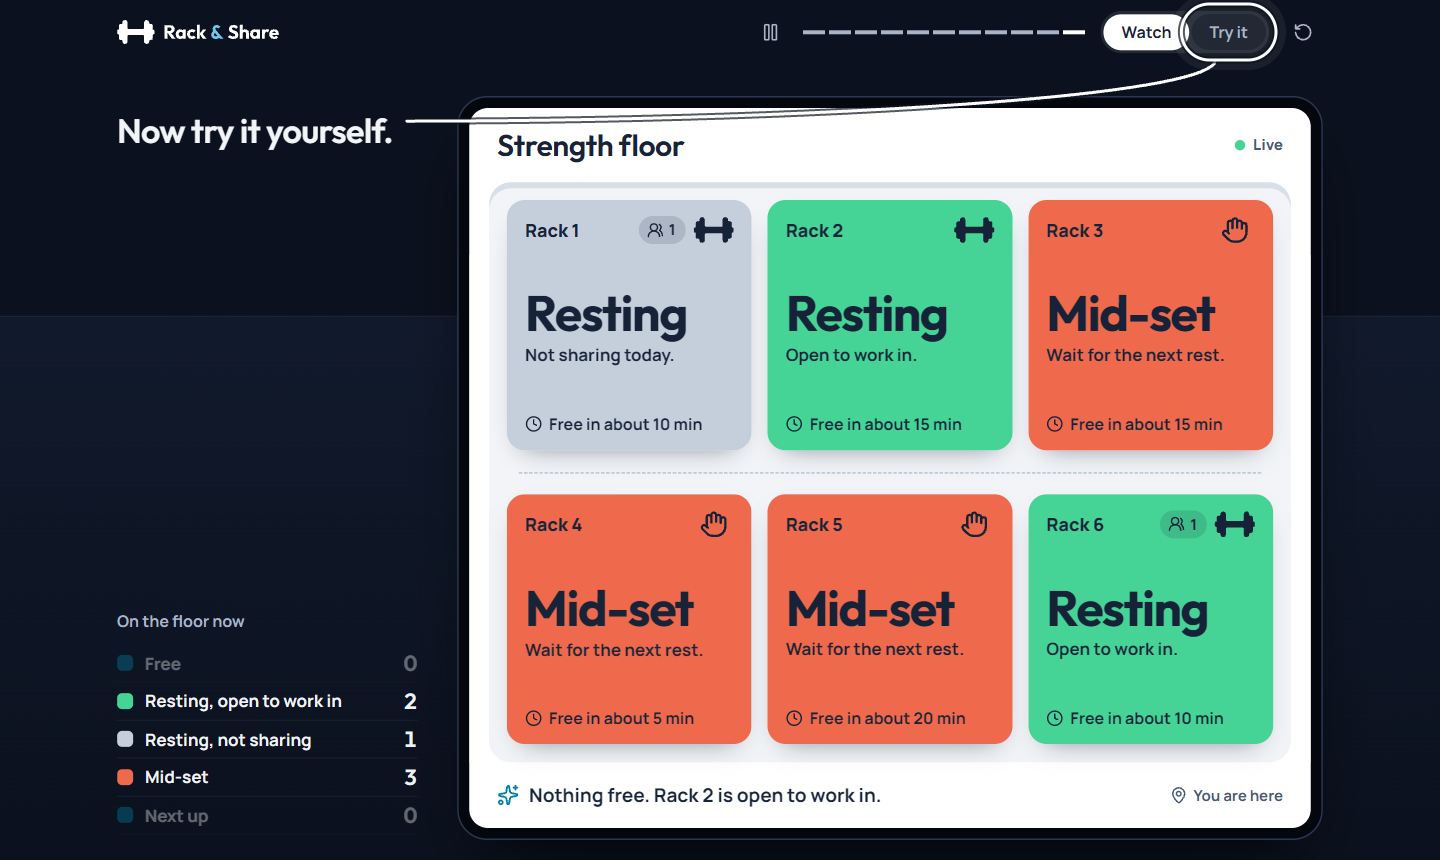 Rack & Share
Watch
Try it
Now try it yourself.
Strength floor
Live
Rack 1
1
Resting
Not sharing today.
Free in about 10 min
Rack 2
Resting
Open to work in.
Free in about 15 min
Rack 3
Mid-set
Wait for the next rest.
Free in about 15 min
Rack 4
Mid-set
Wait for the next rest.
Free in about 5 min
Rack 5
Mid-set
Wait for the next rest.
Free in about 20 min
Rack 6
1
Resting
Open to work in.
Free in about 10 min
On the floor now
Free 0
Resting, open to work in 2
Resting, not sharing 1
Mid-set 3
Next up 0
Nothing free. Rack 2 is open to work in.
You are here